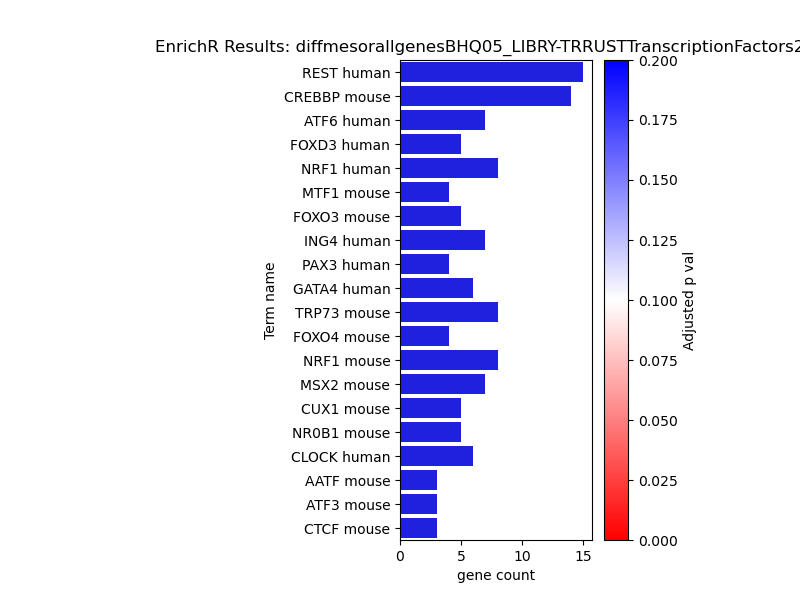 EnrichR Results: diffmesorallgenesBHQ05_LIBRY-TRRUSTTranscriptionFactors2
REST human
CREBBP mouse
ATF6 human
FOXD3 human
NRF1 human
MTF1 mouse
FOXO3 mouse
ING4 human
PAX3 human
GATA4 human
TRP73 mouse
FOXO4 mouse
NRF1 mouse
MSX2 mouse
CUX1 mouse
NR0B1 mouse
CLOCK human
AATF mouse
ATF3 mouse
CTCF mouse
Term name
0 5 10 15
gene count
0.200
0.175
0.150
0.125
0.100
0.075
0.050
0.025
0.000
Adjusted p val